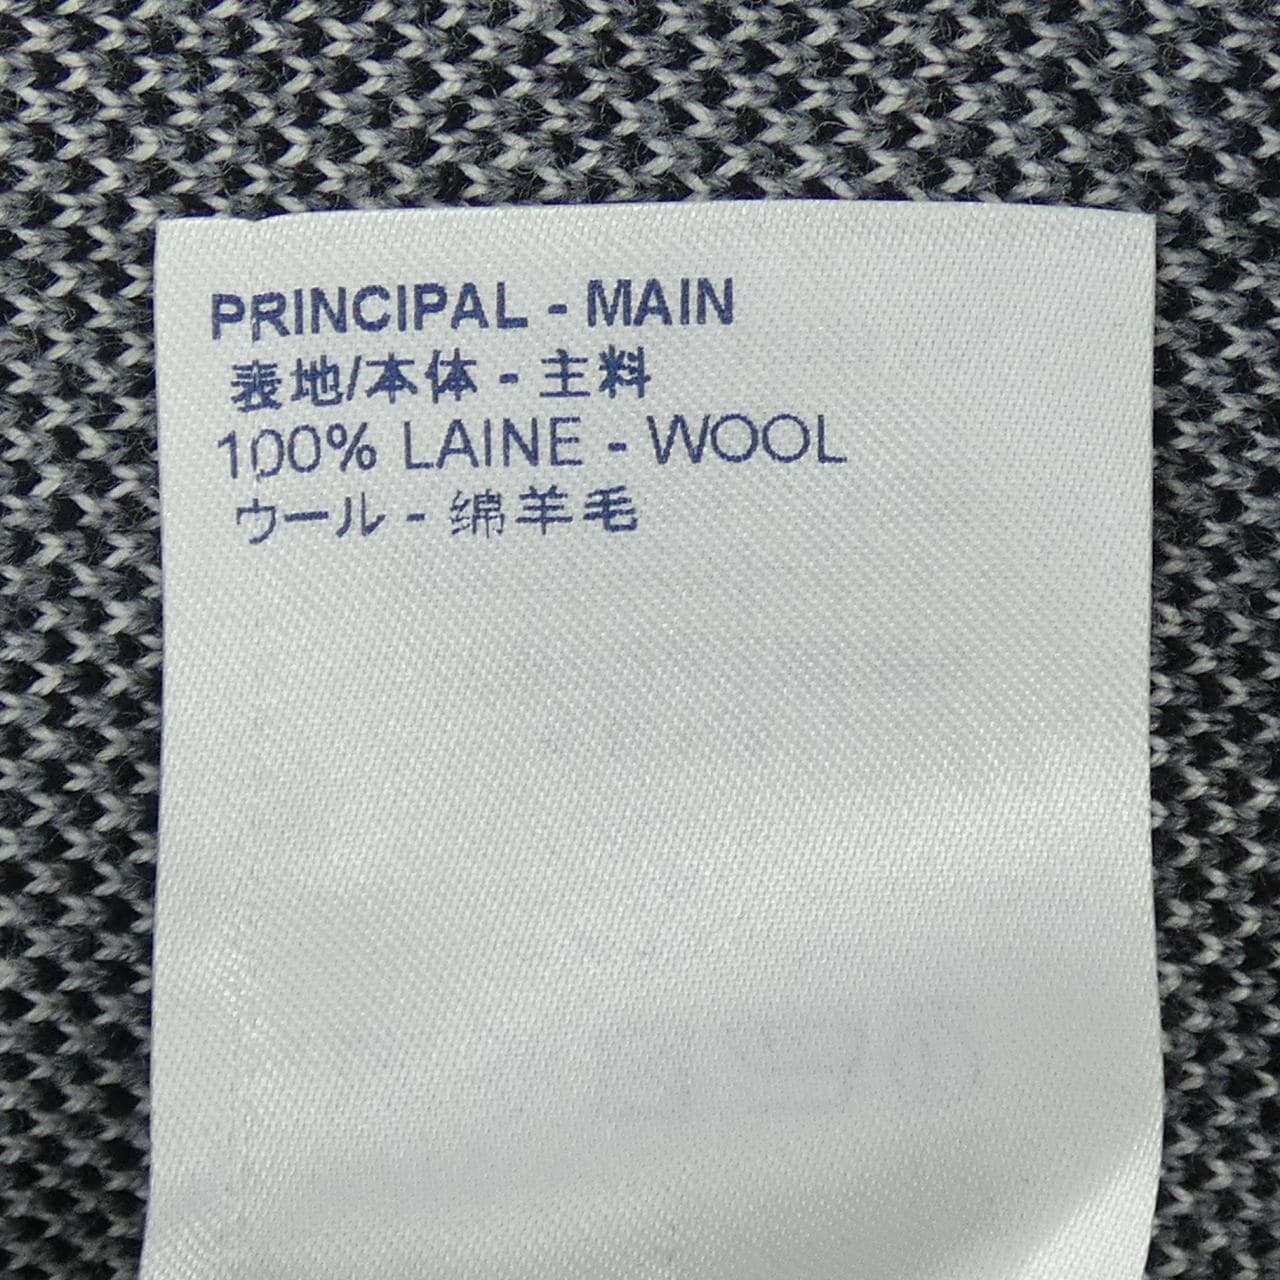 PRINCIPAL - MAIN
表地/本体 - 主料
100% LAINE - WOOL
ウール - 绵羊毛